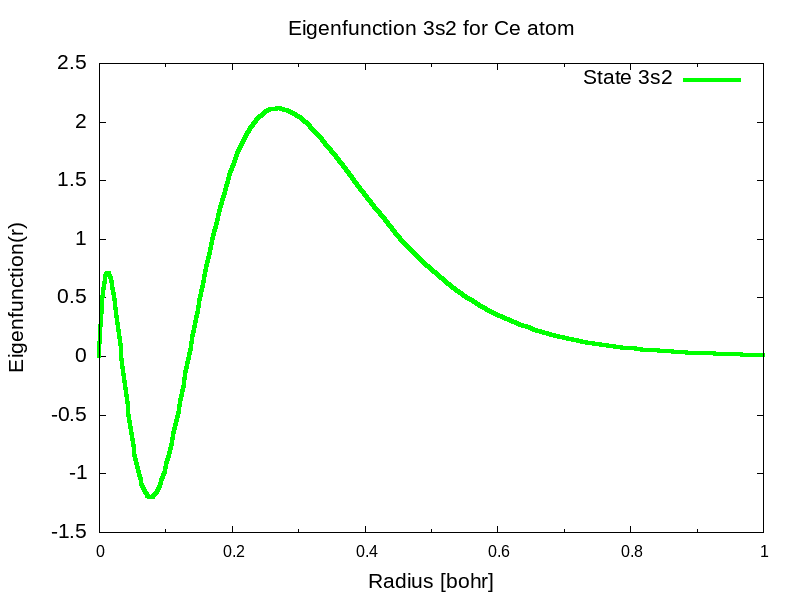 Eigenfunction 3s2 for Ce atom
State 3s2
Eigenfunction(r)
2.5
2
1.5
1
0.5
0
-0.5
-1
-1.5
0 0.2 0.4 0.6 0.8 1
Radius [bohr]